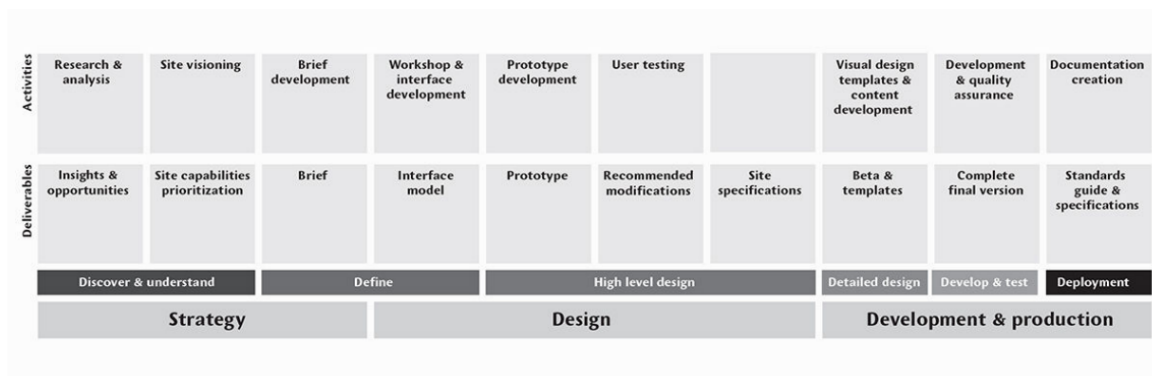 Activities
Research &
analysis
Site visioning
Brief
development
Workshop &
interface
development
Prototype
development
User testing
Visual design
templates &
content
development
Development
& quality
assurance
Documentation
creation
Deliverables
Insights &
opportunities
Site capabilities
prioritization
Brief
Interface
model
Prototype
Recommended
modifications
Site
specifications
Beta &
templates
Complete
final version
Standards
guide &
specifications
Discover & understand
Define
High level design
Detailed design
Develop & test
Deployment
Strategy
Design
Development & production